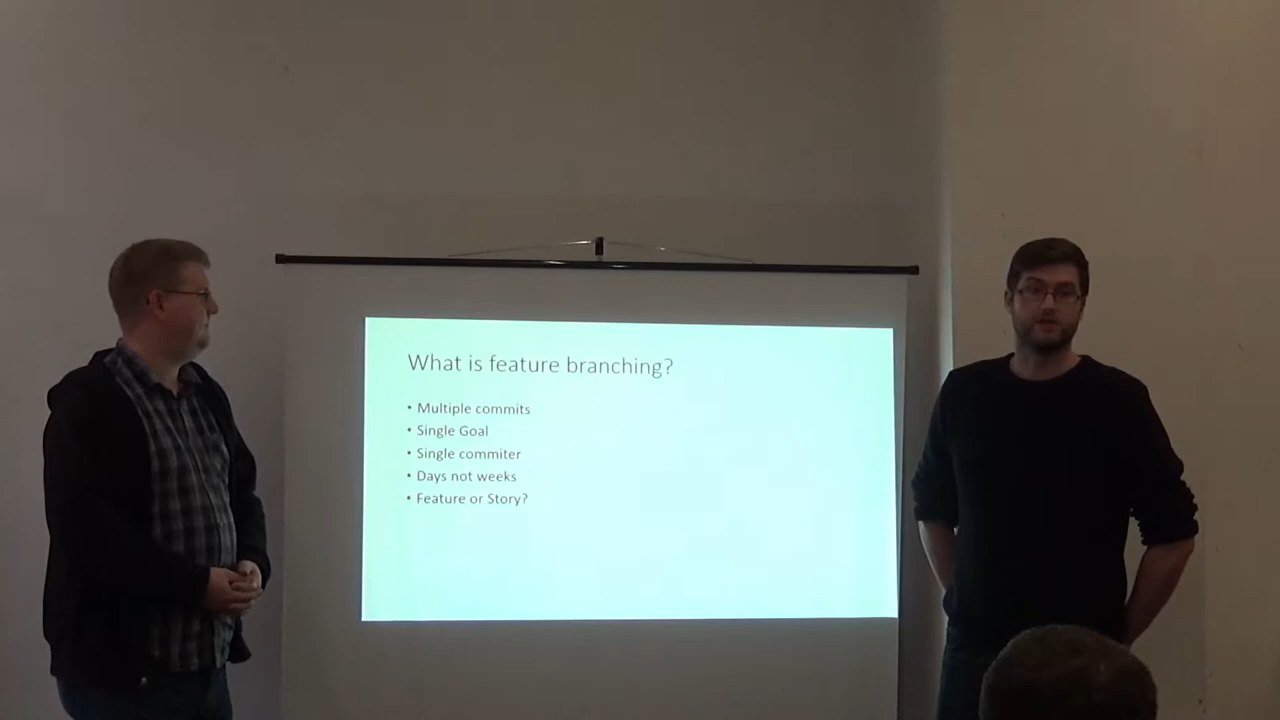 What is feature branching?
• Multiple commits
• Single Goal
• Single commiter
• Days not weeks
• Feature or Story?